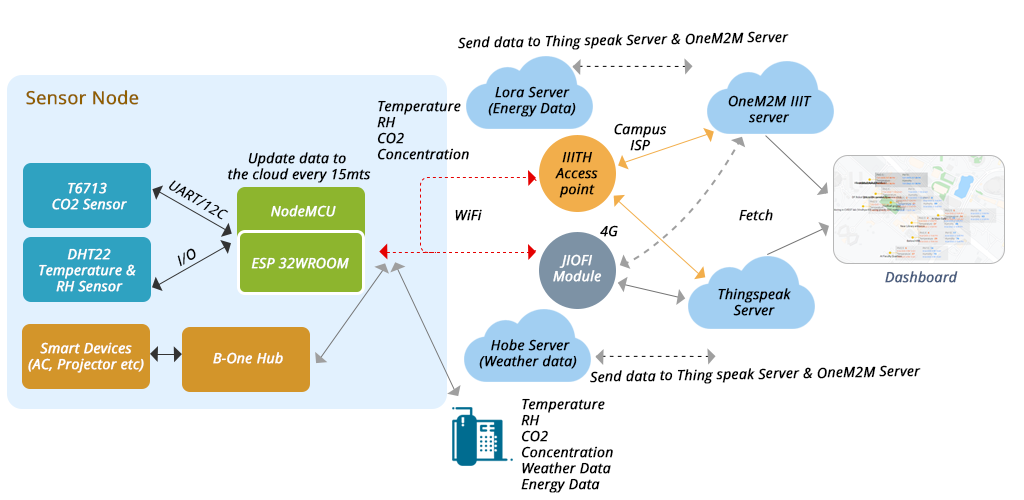 Send data to Thing speak Server & OneM2M Server
Sensor Node
Lora Server
(Energy Data)
OneM2M IIIT
server
Temperature
RH
CO2
Concentration
Campus
ISP
Update data to
the cloud every 15mts
IIITH
Access
point
T6713
CO2 Sensor
UART/12C
NodeMCU
WiFi
Fetch
4G
DHT22
Temperature &
RH Sensor
I/O
ESP 32WROOM
JIOFI
Module
Dashboard
Thingspeak
Server
Smart Devices
(AC, Projector etc)
B-One Hub
Hobe Server
(Weather data)
Send data to Thing speak Server & OneM2M Server
Temperature
RH
CO2
Concentration
Weather Data
Energy Data